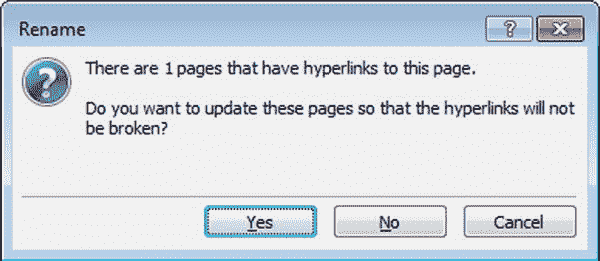 Rename
There are 1 pages that have hyperlinks to this page.
Do you want to update these pages so that the hyperlinks will not
be broken?
Yes
No
Cancel